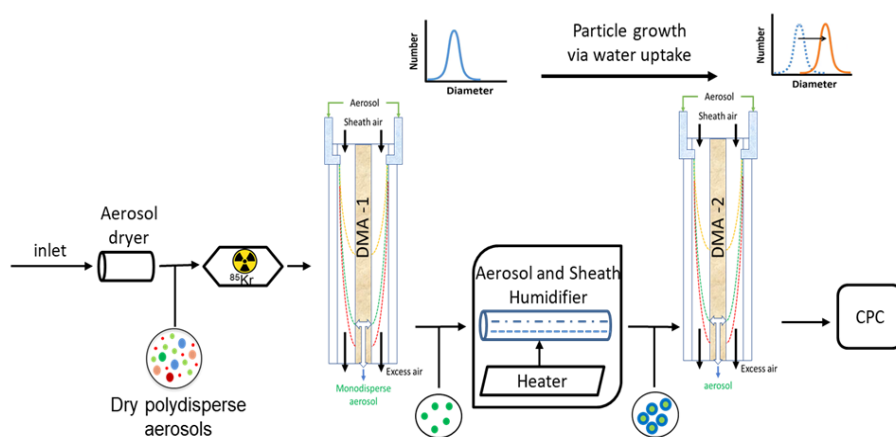 Number
Diameter
Particle growth
via water uptake
Number
Diameter
Aerosol
Sheath air
DMA-1
Excess air
Monodisperse
aerosol
inlet
Aerosol
dryer
85Kr
Dry polydisperse
aerosols
Aerosol and Sheath
Humidifier
Heater
Aerosol
Sheath air
DMA -2
Excess air
aerosol
CPC